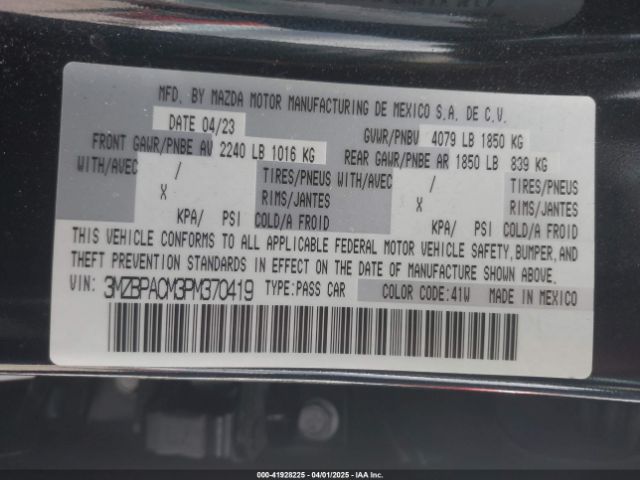 MFD. BY MAZDA MOTOR MANUFACTURING DE MEXICO S.A. DE C.V.
DATE 04/23 GVWR/PNBV 4079 LB 1850 KG
FRONT GAWR/PNBE AV 2240 LB 1016 KG REAR GAWR/PNBE AR 1850 LB 839 KG
WITH/AVEC / TIRES/PNEUS WITH/AVEC / TIRES/PNEUS
X RIMS/JANTES X RIMS/JANTES
KPA/ PSI COLD/A FROID KPA/ PSI COLD/A FROID
THIS VEHICLE CONFORMS TO ALL APPLICABLE FEDERAL MOTOR VEHICLE SAFETY, BUMPER, AND
THEFT PREVENTION STANDARDS IN EFFECT ON THE DATE OF MANUFACTURE SHOWN ABOVE.
VIN: 3MZBPACM3PM370419 TYPE:PASS CAR COLOR CODE:41W MADE IN MEXICO
000-41928225 - 04/01/2025 - IAA Inc.